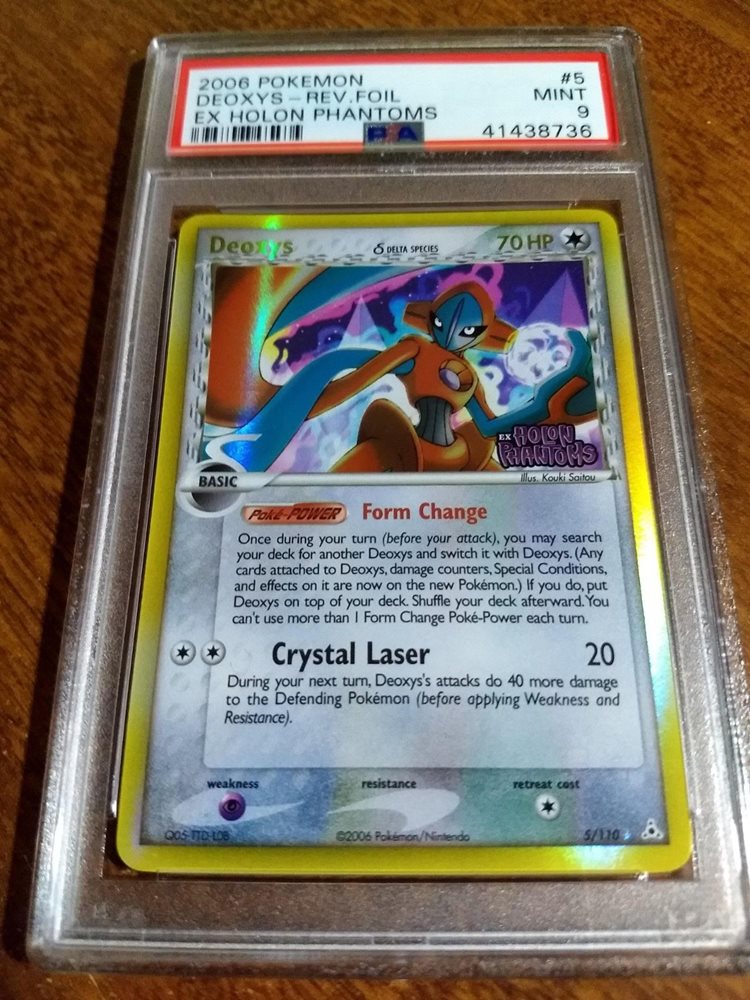 2006 POKEMON #5
DEOXYS - REV.FOIL MINT
EX HOLON PHANTOMS 9
PSA 41438736
Deoxys δ DELTA SPECIES 70 HP
EX HOLON
PHANTOMS
BASIC
Illus. Kouki Saitou
Poké-POWER Form Change
Once during your turn (before your attack), you may search
your deck for another Deoxys and switch it with Deoxys. (Any
cards attached to Deoxys, damage counters, Special Conditions,
and effects on it are now on the new Pokémon.) If you do, put
Deoxys on top of your deck. Shuffle your deck afterward. You
can't use more than 1 Form Change Poké-Power each turn.
Crystal Laser 20
During your next turn, Deoxys's attacks do 40 more damage
to the Defending Pokémon (before applying Weakness and
Resistance).
weakness resistance retreat cost
©2006 Pokémon/Nintendo 5/110